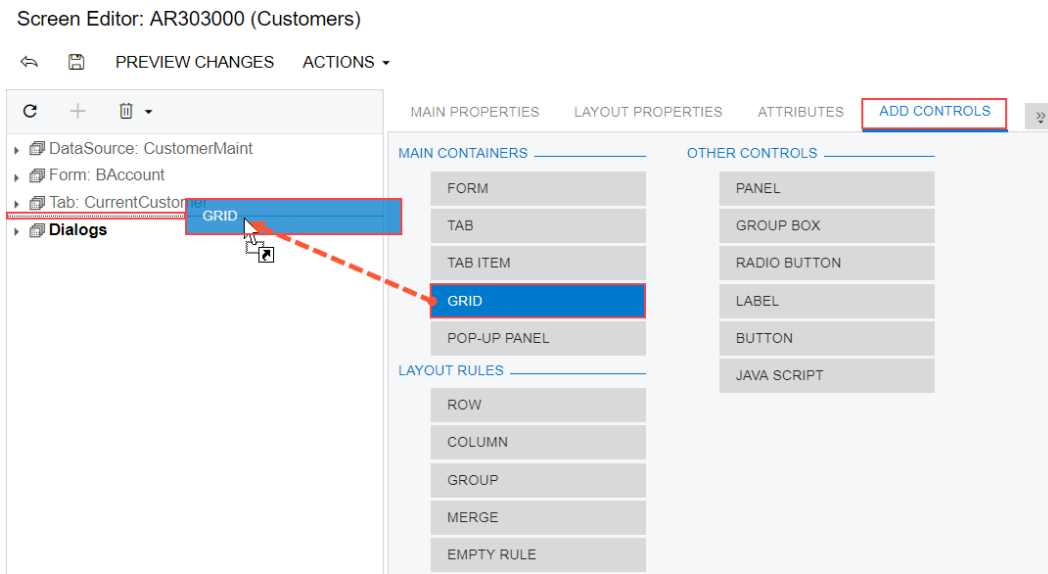 Screen Editor: AR303000 (Customers)
PREVIEW CHANGES ACTIONS
MAIN PROPERTIES LAYOUT PROPERTIES ATTRIBUTES ADD CONTROLS
DataSource: CustomerMaint
Form: BAccount
Tab: CurrentCustomer
GRID
Dialogs
MAIN CONTAINERS
FORM
TAB
TAB ITEM
GRID
POP-UP PANEL
LAYOUT RULES
ROW
COLUMN
GROUP
MERGE
EMPTY RULE
OTHER CONTROLS
PANEL
GROUP BOX
RADIO BUTTON
LABEL
BUTTON
JAVA SCRIPT